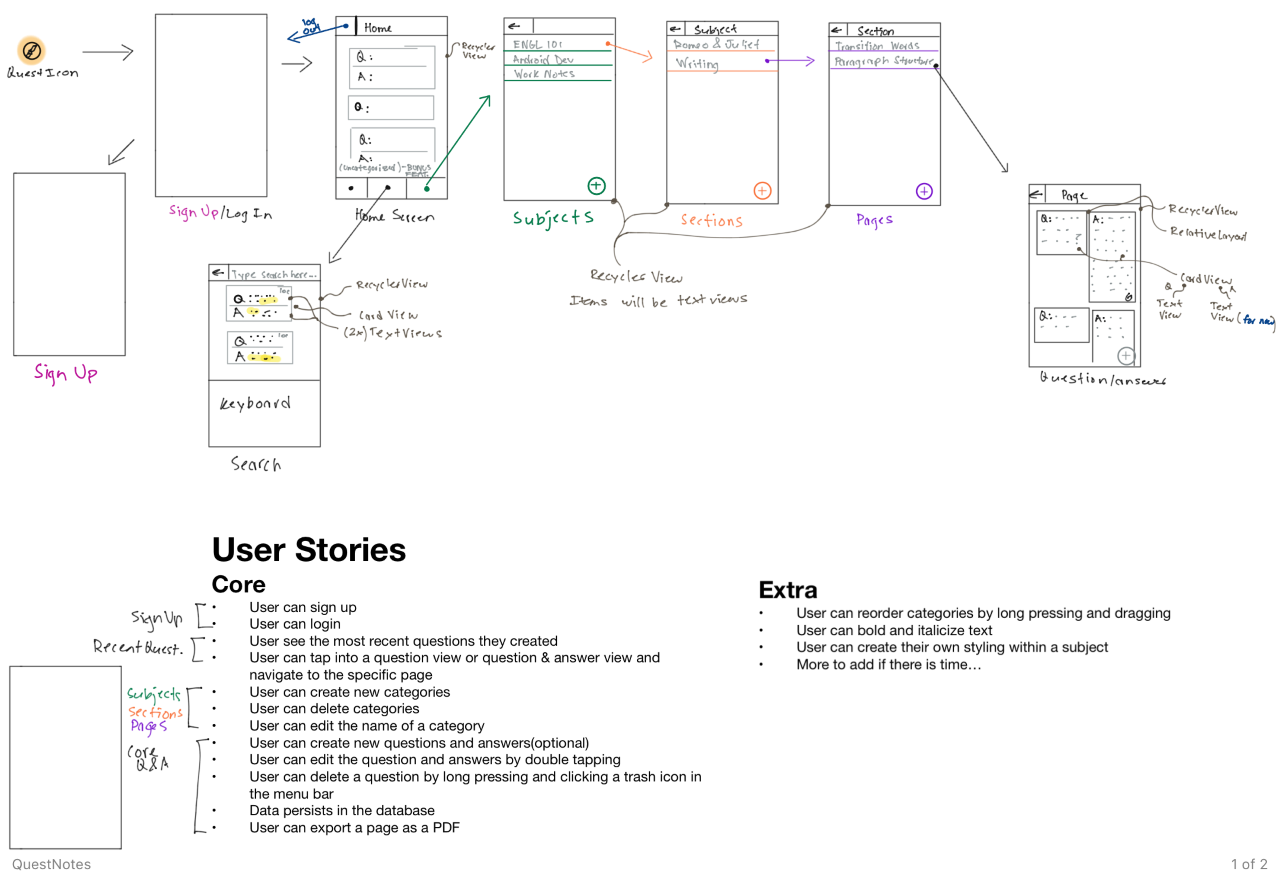 Quest Icon
Sign Up/Log In
Sign Up
log out
Home
Q:
A:
Q:
Q:
A:
(Uncategorized)-BONUS
FEAT.
Home Screen
Recycler
View
ENGL 101
Android Dev
Work Notes
Subjects
Subject
Romeo & Juliet
Writing
Sections
Section
Transition Words
Paragraph Structure
Pages
Recycler View
Items will be text views
Page
Q:
A:
Q:
A:
Question/answer
RecyclerView
RelativeLayout
CardView
Q
A
Text
View
Text
View (for now)
Type search here...
Q
A
Q
A
keyboard
Search
RecyclerView
Card View
(2x) Text Views
User Stories
Core
Sign Up
• User can sign up
• User can login
Recent Quest.
• User see the most recent questions they created
• User can tap into a question view or question & answer view and
navigate to the specific page
Subjects
Sections
Pages
• User can create new categories
• User can delete categories
• User can edit the name of a category
Core
Q&A
• User can create new questions and answers(optional)
• User can edit the question and answers by double tapping
• User can delete a question by long pressing and clicking a trash icon in
the menu bar
• Data persists in the database
• User can export a page as a PDF
Extra
• User can reorder categories by long pressing and dragging
• User can bold and italicize text
• User can create their own styling within a subject
• More to add if there is time…
QuestNotes
1 of 2